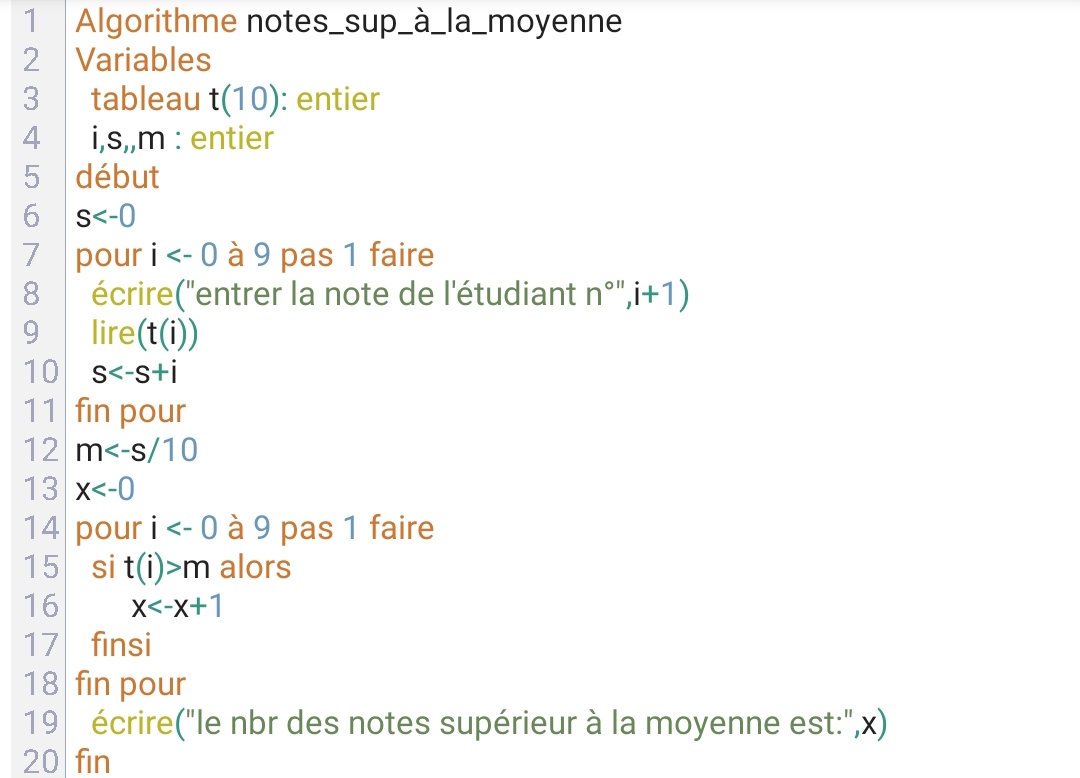 1 Algorithme notes_sup_à_la_moyenne
2 Variables
3 tableau t(10): entier
4 i,s,,m : entier
5 début
6 s<-0
7 pour i <- 0 à 9 pas 1 faire
8 écrire("entrer la note de l'étudiant n°",i+1)
9 lire(t(i))
10 s<-s+i
11 fin pour
12 m<-s/10
13 x<-0
14 pour i <- 0 à 9 pas 1 faire
15 si t(i)>m alors
16 x<-x+1
17 finsi
18 fin pour
19 écrire("le nbr des notes supérieur à la moyenne est:",x)
20 fin